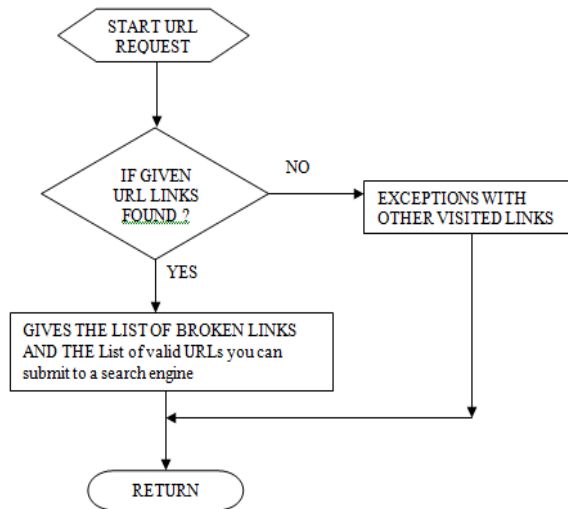 START URL
REQUEST
IF GIVEN
URL LINKS
FOUND ?
NO
EXCEPTIONS WITH
OTHER VISITED LINKS
YES
GIVES THE LIST OF BROKEN LINKS
AND THE List of valid URLs you can
submit to a search engine
RETURN